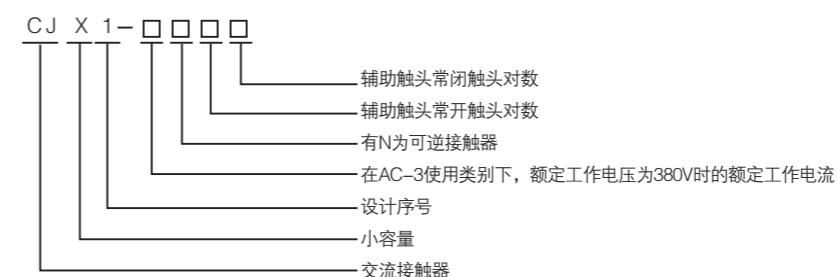 CJ X 1-□□□□
辅助触头常闭触头对数
辅助触头常开触头对数
有N为可逆接触器
在AC-3使用类别下，额定工作电压为380V时的额定工作电流
设计序号
小容量
交流接触器